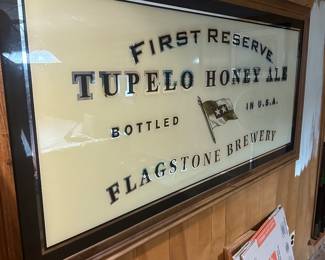 FIRST RESERVE
TUPELO HONEY ALE
BOTTLED IN U.S.A.
FLAGSTONE BREWERY